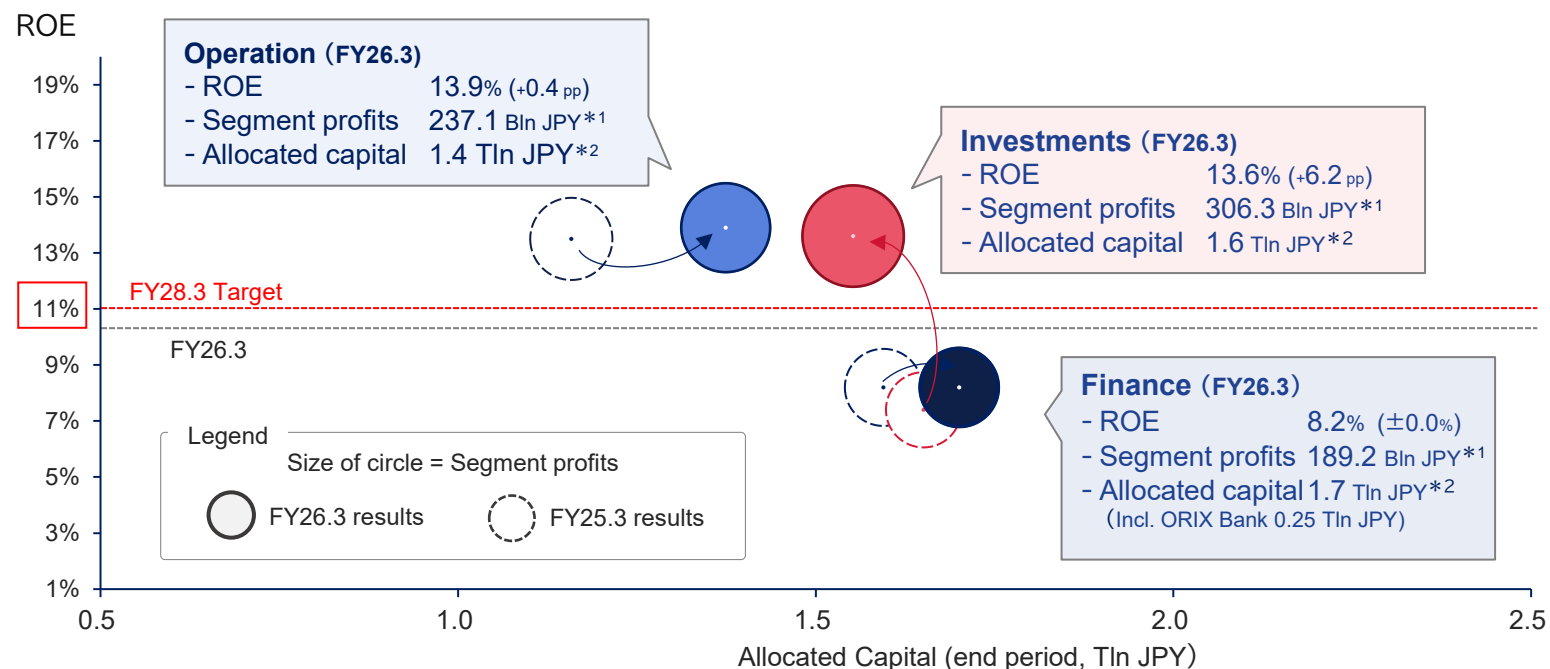 ROE
Operation（FY26.3)
- ROE 13.9% (+0.4 pp)
- Segment profits 237.1 Bln JPY*1
- Allocated capital 1.4 Tln JPY*2
Investments（FY26.3)
- ROE 13.6% (+6.2 pp)
- Segment profits 306.3 Bln JPY*1
- Allocated capital 1.6 Tln JPY*2
19%
17%
15%
13%
11%
9%
7%
5%
3%
1%
FY28.3 Target
FY26.3
Finance（FY26.3）
- ROE 8.2% (±0.0%)
- Segment profits 189.2 Bln JPY*1
- Allocated capital 1.7 Tln JPY*2
（Incl. ORIX Bank 0.25 Tln JPY)
Legend
Size of circle = Segment profits
FY26.3 results
FY25.3 results
0.5 1.0 1.5 2.0 2.5
Allocated Capital (end period, Tln JPY）